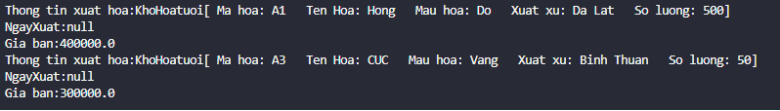 Thong tin xuat hoa:KhoHoatuoi[ Ma hoa: A1   Ten Hoa: Hong   Mau hoa: Do   Xuat xu: Da Lat   So luong: 500]
NgayXuat:null
Gia ban:400000.0
Thong tin xuat hoa:KhoHoatuoi[ Ma hoa: A3   Ten Hoa: CUC   Mau hoa: Vang   Xuat xu: Binh Thuan   So luong: 50]
NgayXuat:null
Gia ban:300000.0